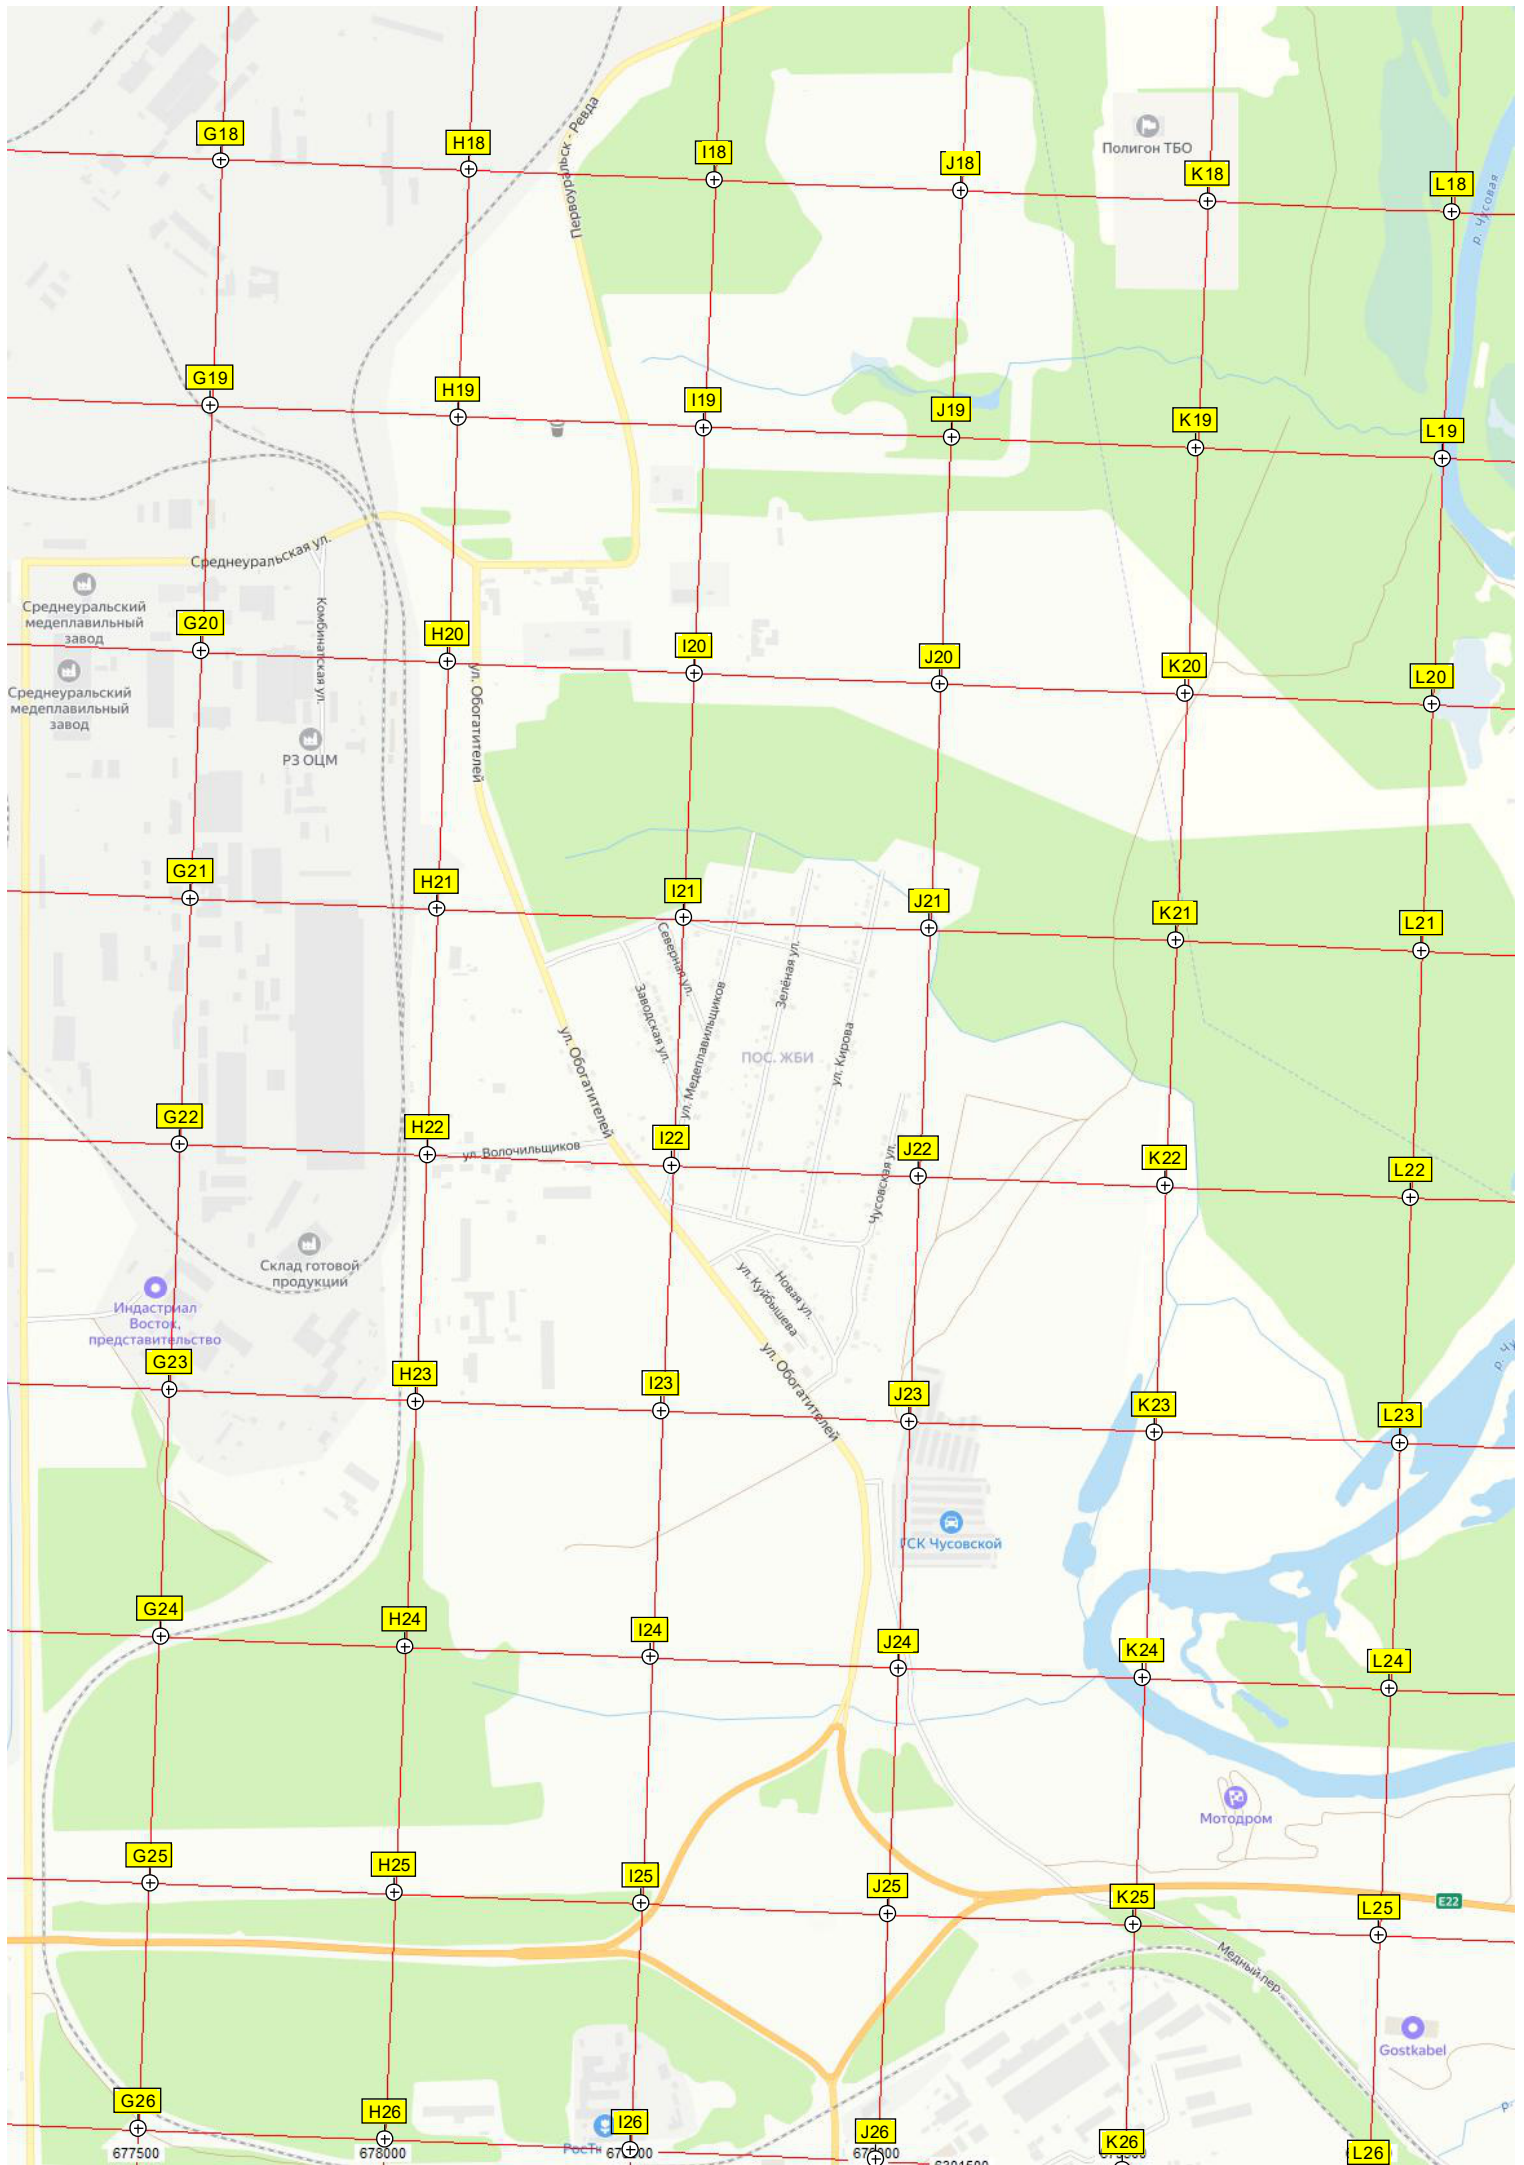 G18
H18
I18
J18
K18
L18
Первоуральск - Ревда
Полигон ТБО
р. Чусовая
G19
H19
I19
J19
K19
L19
Среднеуральская ул.
Среднеуральский
медеплавильный
завод
Комбинатская ул.
G20
H20
I20
J20
K20
L20
Среднеуральский
медеплавильный
завод
ул. Обогатителей
РЗ ОЦМ
G21
H21
I21
J21
K21
L21
Северная ул.
Заводская ул.
ул. Медеплавильщиков
Зелёная ул.
ул. Кирова
ПОС. ЖБИ
ул. Обогатителей
G22
H22
I22
J22
K22
L22
ул. Волочильщиков
Чусовская ул.
Склад готовой
продукции
Индастриал
Восток,
представительство
ул. Куйбышева
Новая ул.
ул. Обогатителей
G23
H23
I23
J23
K23
L23
ГСК Чусовской
G24
H24
I24
J24
K24
L24
Мотодром
G25
H25
I25
J25
K25
L25
E22
Медный пер.
Gostkabel
G26
H26
I26
J26
K26
L26
677500
678000